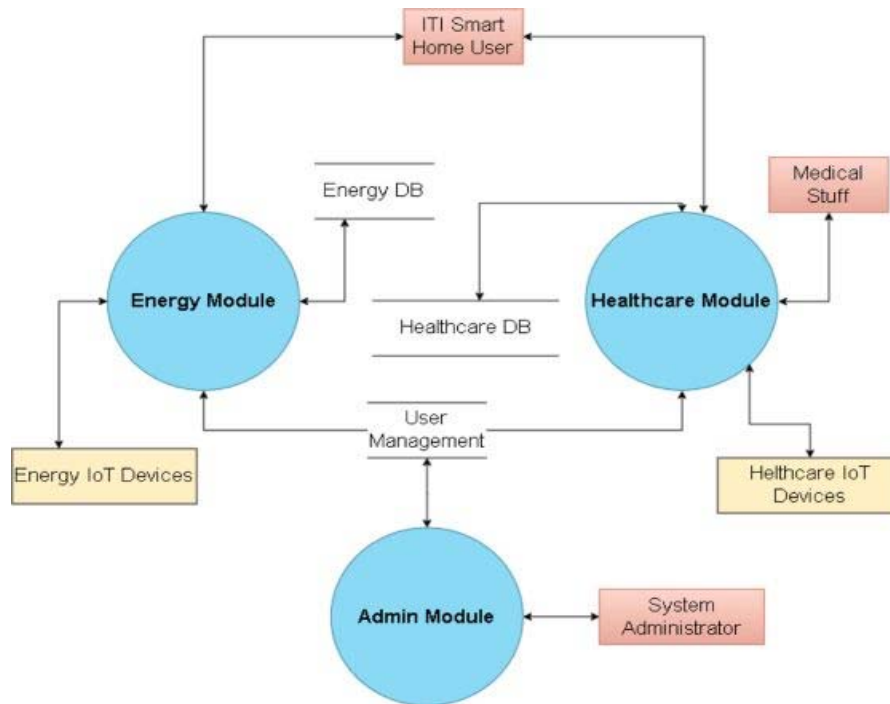 ITI Smart
Home User
Energy DB
Medical
Stuff
Energy Module
Healthcare Module
Healthcare DB
User
Management
Energy IoT Devices
Helthcare IoT
Devices
Admin Module
System
Administrator